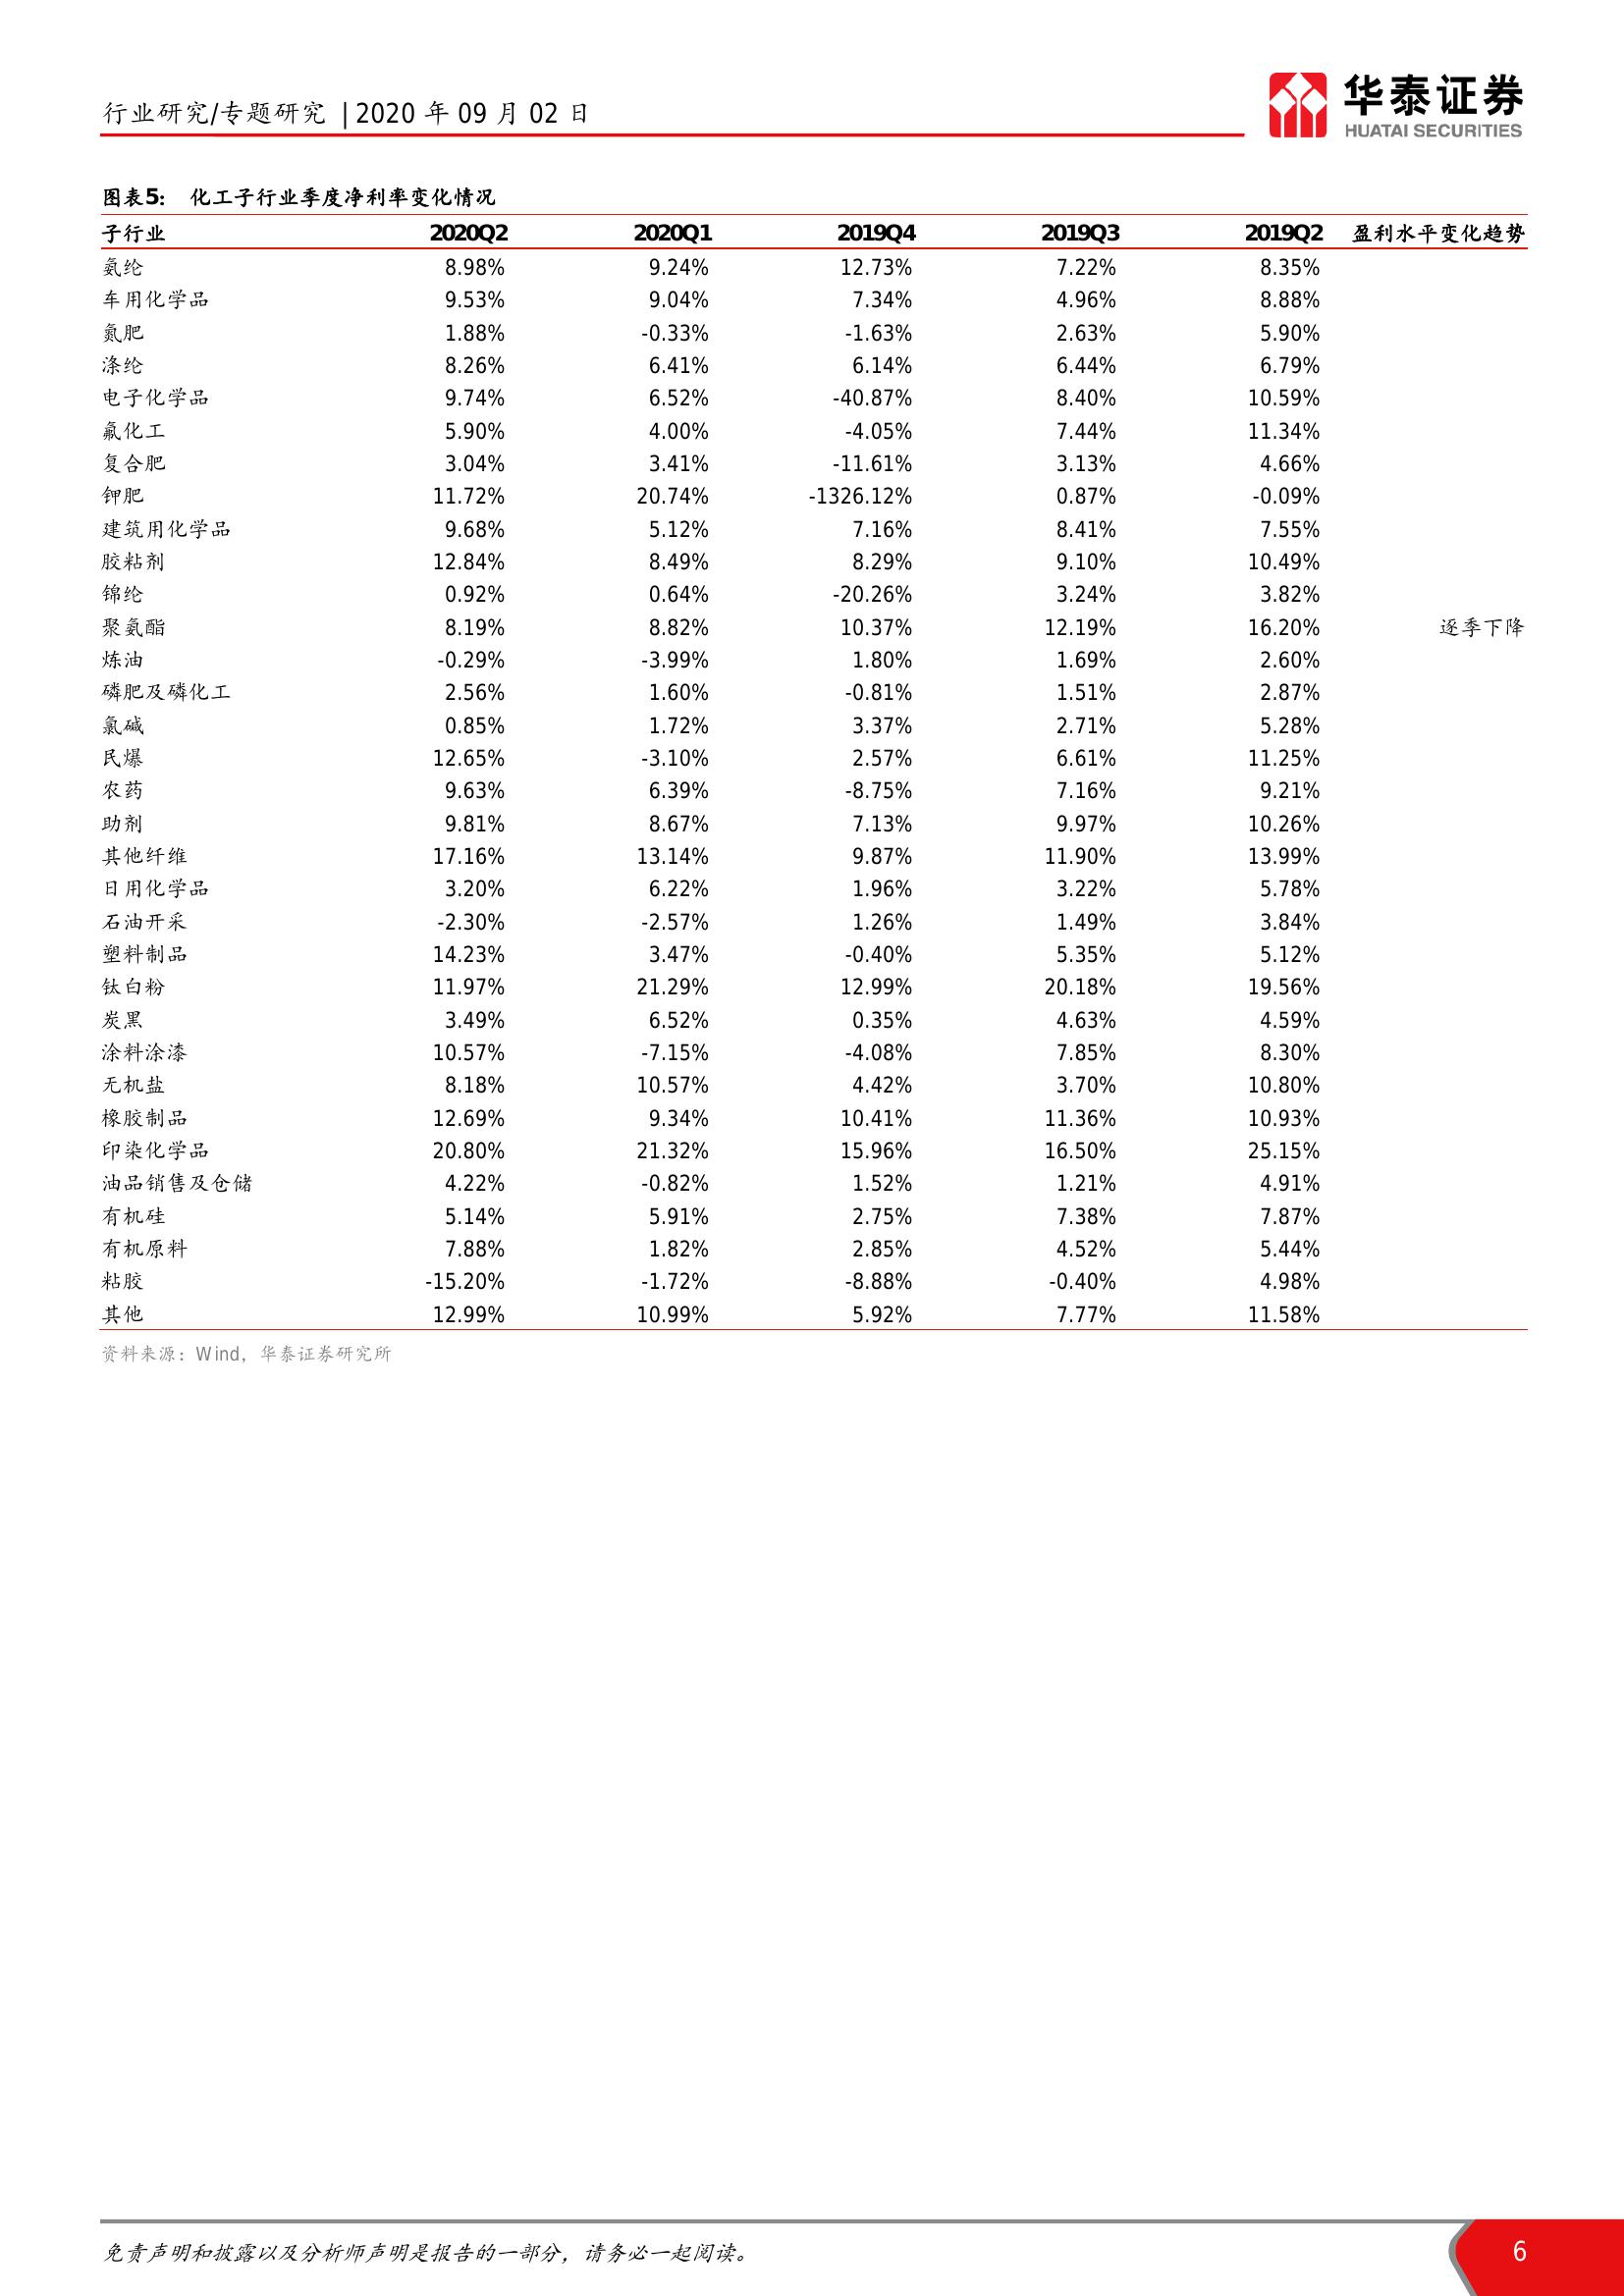 行业研究/专题研究 | 2020 年 09 月 02 日
华泰证券
HUATAI SECURITIES
图表5: 化工子行业季度净利率变化情况
子行业 2020Q2 2020Q1 2019Q4 2019Q3 2019Q2 盈利水平变化趋势
氨纶 8.98% 9.24% 12.73% 7.22% 8.35%
车用化学品 9.53% 9.04% 7.34% 4.96% 8.88%
氮肥 1.88% -0.33% -1.63% 2.63% 5.90%
涤纶 8.26% 6.41% 6.14% 6.44% 6.79%
电子化学品 9.74% 6.52% -40.87% 8.40% 10.59%
氟化工 5.90% 4.00% -4.05% 7.44% 11.34%
复合肥 3.04% 3.41% -11.61% 3.13% 4.66%
钾肥 11.72% 20.74% -1326.12% 0.87% -0.09%
建筑用化学品 9.68% 5.12% 7.16% 8.41% 7.55%
胶粘剂 12.84% 8.49% 8.29% 9.10% 10.49%
锦纶 0.92% 0.64% -20.26% 3.24% 3.82%
聚氨酯 8.19% 8.82% 10.37% 12.19% 16.20% 逐季下降
炼油 -0.29% -3.99% 1.80% 1.69% 2.60%
磷肥及磷化工 2.56% 1.60% -0.81% 1.51% 2.87%
氯碱 0.85% 1.72% 3.37% 2.71% 5.28%
民爆 12.65% -3.10% 2.57% 6.61% 11.25%
农药 9.63% 6.39% -8.75% 7.16% 9.21%
助剂 9.81% 8.67% 7.13% 9.97% 10.26%
其他纤维 17.16% 13.14% 9.87% 11.90% 13.99%
日用化学品 3.20% 6.22% 1.96% 3.22% 5.78%
石油开采 -2.30% -2.57% 1.26% 1.49% 3.84%
塑料制品 14.23% 3.47% -0.40% 5.35% 5.12%
钛白粉 11.97% 21.29% 12.99% 20.18% 19.56%
炭黑 3.49% 6.52% 0.35% 4.63% 4.59%
涂料涂漆 10.57% -7.15% -4.08% 7.85% 8.30%
无机盐 8.18% 10.57% 4.42% 3.70% 10.80%
橡胶制品 12.69% 9.34% 10.41% 11.36% 10.93%
印染化学品 20.80% 21.32% 15.96% 16.50% 25.15%
油品销售及仓储 4.22% -0.82% 1.52% 1.21% 4.91%
有机硅 5.14% 5.91% 2.75% 7.38% 7.87%
有机原料 7.88% 1.82% 2.85% 4.52% 5.44%
粘胶 -15.20% -1.72% -8.88% -0.40% 4.98%
其他 12.99% 10.99% 5.92% 7.77% 11.58%
资料来源：Wind，华泰证券研究所
免责声明和披露以及分析师声明是报告的一部分，请务必一起阅读。
6